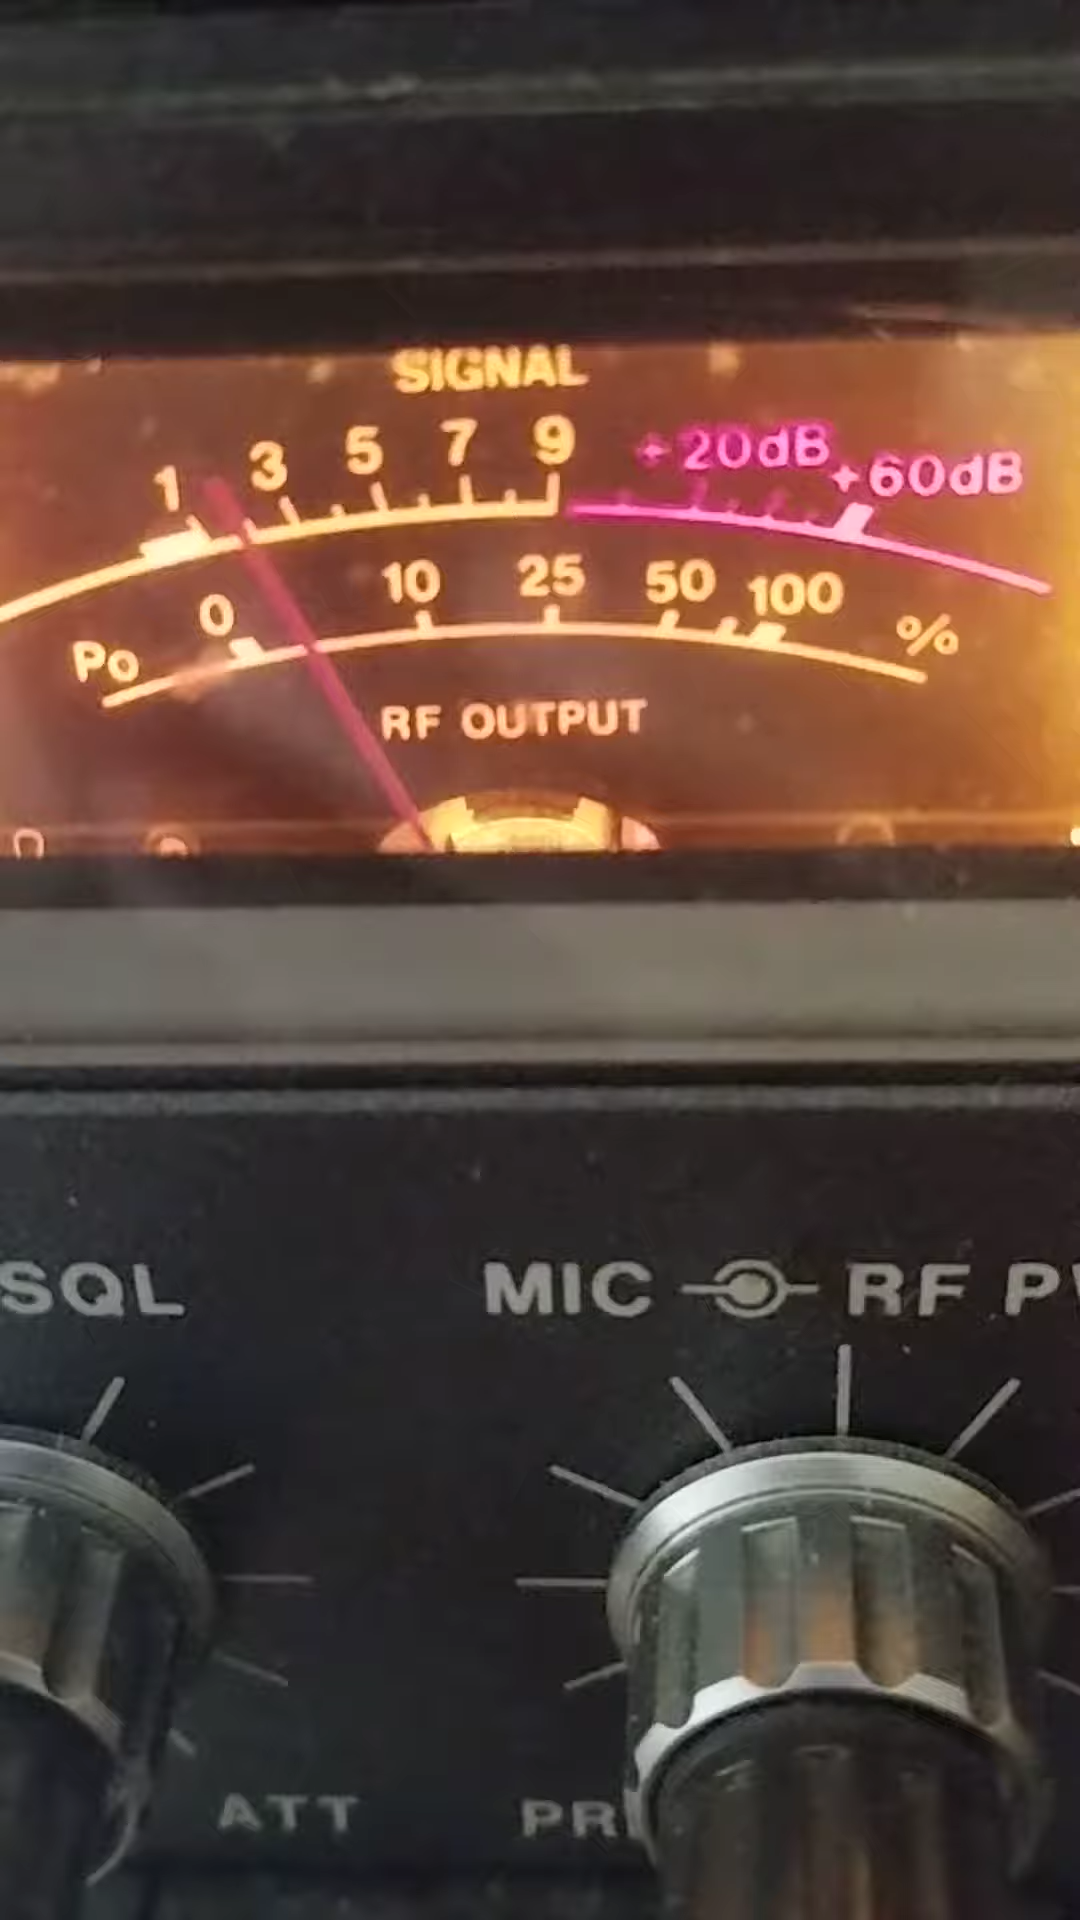 SIGNAL
1 3 5 7 9 +20dB +60dB
0 10 25 50 100
Po %
RF OUTPUT
SQL MIC RF P
ATT PR